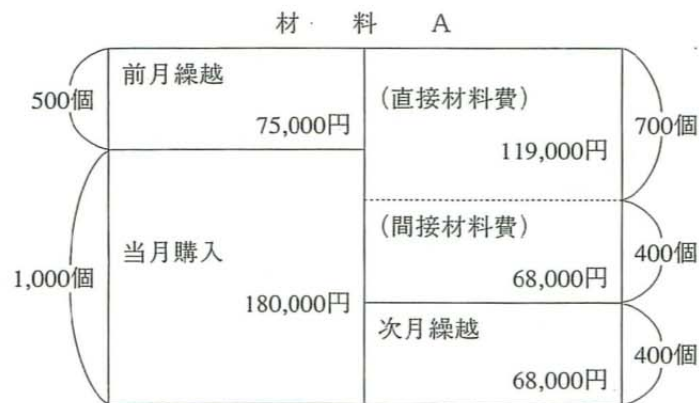 材 料 A
前月繰越
500個
75,000円
(直接材料費)
119,000円
700個
当月購入
1,000個
180,000円
(間接材料費)
68,000円
400個
次月繰越
68,000円
400個